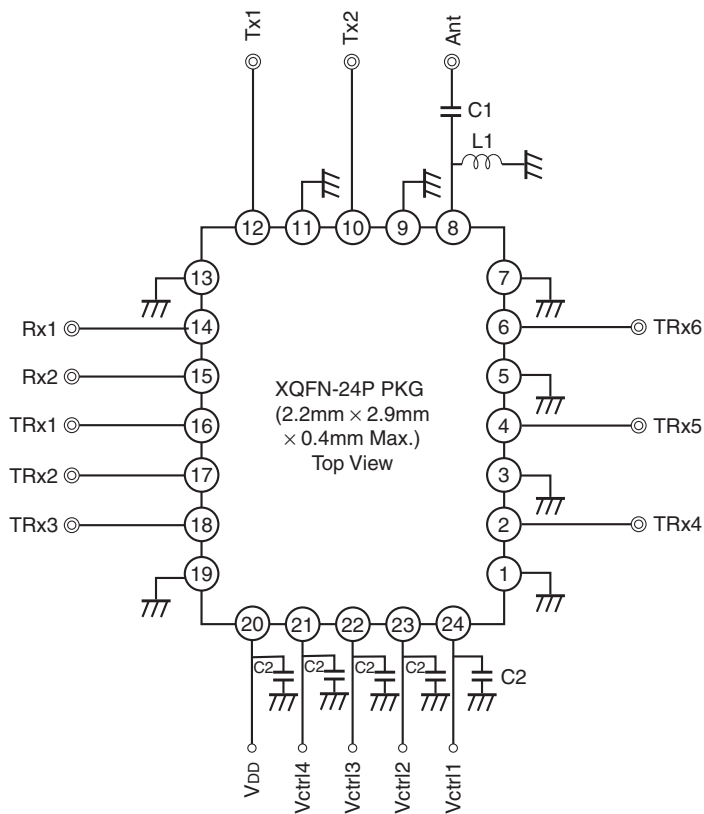 Tx1
Tx2
Ant
C1
L1
12
11
10
9
8
13
7
Rx1
14
6
TRx6
Rx2
15
5
TRx1
16
4
TRx5
TRx2
17
3
TRx3
18
2
TRx4
19
1
XQFN-24P PKG
(2.2mm × 2.9mm
× 0.4mm Max.)
Top View
20
21
22
23
24
C2
C2
C2
C2
C2
VDD
Vctrl4
Vctrl3
Vctrl2
Vctrl1